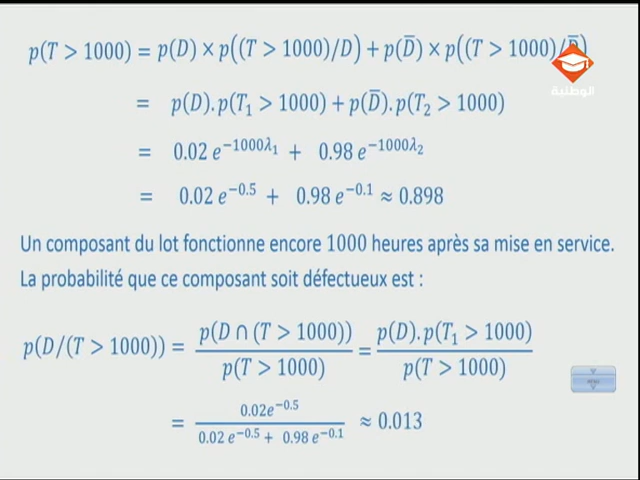 p(T > 1000) = p(D) × p((T > 1000)/D) + p(D̅) × p((T > 1000)/D̅)
الوطنية
= p(D).p(T₁ > 1000) + p(D̅).p(T₂ > 1000)
= 0.02 e^{−1000λ₁} + 0.98 e^{−1000λ₂}
= 0.02 e^{−0.5} + 0.98 e^{−0.1} ≈ 0.898
Un composant du lot fonctionne encore 1000 heures après sa mise en service.
La probabilité que ce composant soit défectueux est :
p(D/(T > 1000)) = p(D ∩ (T > 1000)) / p(T > 1000) = p(D).p(T₁ > 1000) / p(T > 1000)
= 0.02e^{−0.5} / 0.02 e^{−0.5} + 0.98 e^{−0.1} ≈ 0.013